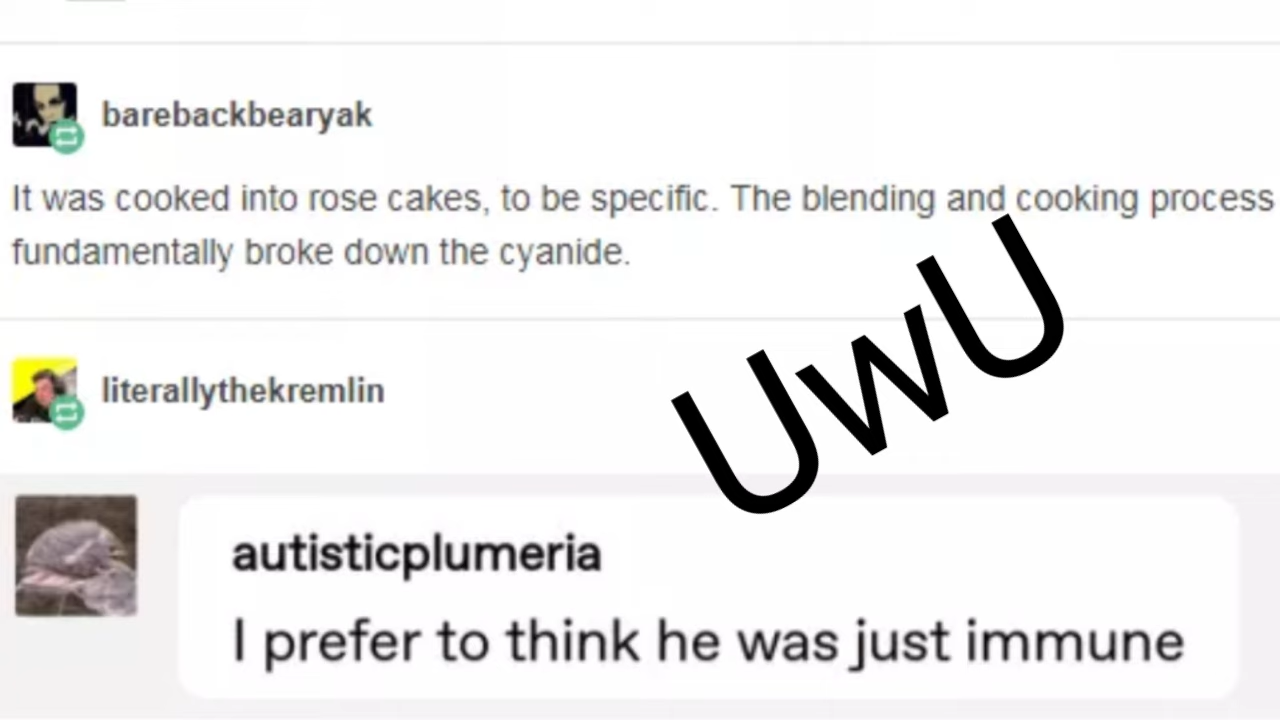 barebackbearyak
It was cooked into rose cakes, to be specific. The blending and cooking process
fundamentally broke down the cyanide.
UwU
literallythekremlin
autisticplumeria
I prefer to think he was just immune